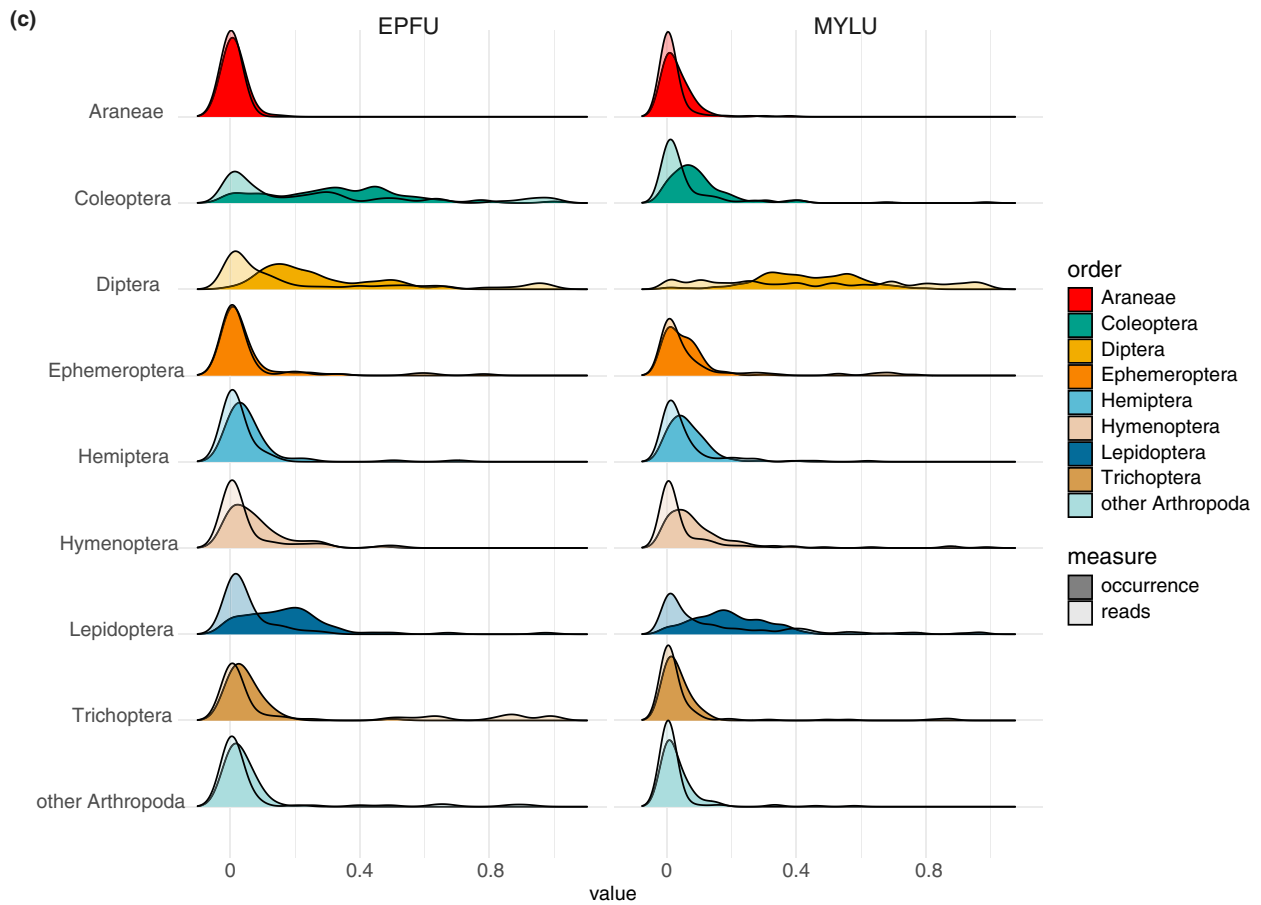 (c)
EPFU
MYLU
Araneae
Coleoptera
Diptera
Ephemeroptera
Hemiptera
Hymenoptera
Lepidoptera
Trichoptera
other Arthropoda
0 0.4 0.8
0 0.4 0.8
value
order
Araneae
Coleoptera
Diptera
Ephemeroptera
Hemiptera
Hymenoptera
Lepidoptera
Trichoptera
other Arthropoda
measure
occurrence
reads